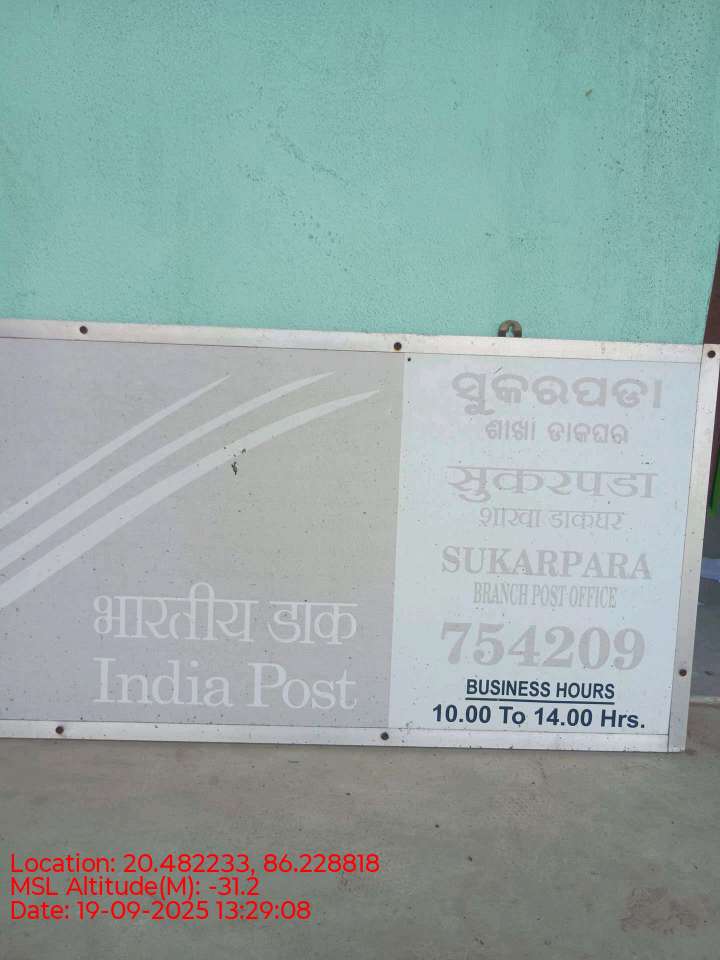 भारतीय डाक
India Post
ସୁକରପଡା
ଶାଖା ଡାକଘର
सुकरपडा
शाखा डाकघर
SUKARPARA
BRANCH POST OFFICE
754209
BUSINESS HOURS
10.00 To 14.00 Hrs.
Location: 20.482233, 86.228818
MSL Altitude(M): -31.2
Date: 19-09-2025 13:29:08